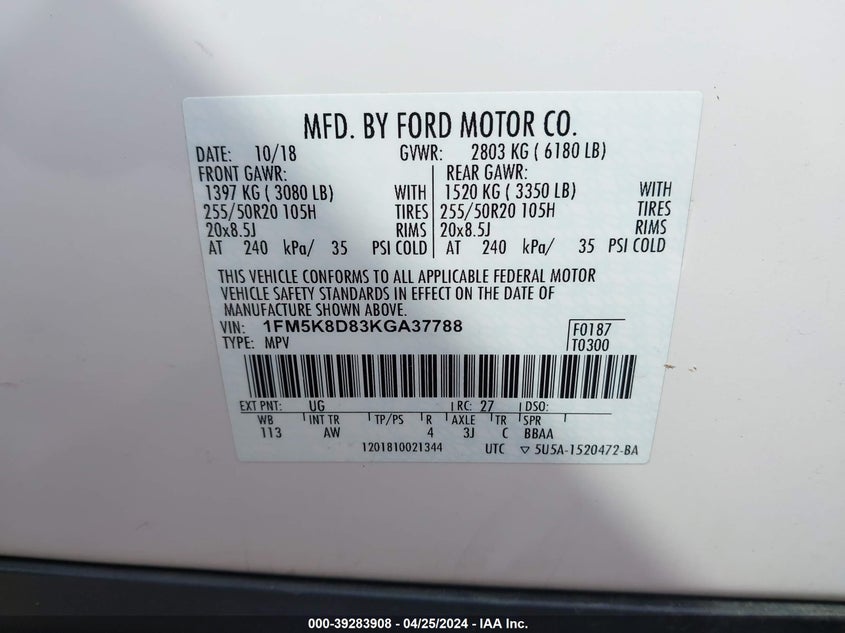 MFD. BY FORD MOTOR CO.
DATE: 10/18 GVWR: 2803 KG ( 6180 LB)
FRONT GAWR: REAR GAWR:
1397 KG ( 3080 LB) WITH 1520 KG ( 3350 LB) WITH
255/50R20 105H TIRES 255/50R20 105H TIRES
20x8.5J RIMS 20x8.5J RIMS
AT 240 kPa/ 35 PSI COLD AT 240 kPa/ 35 PSI COLD
THIS VEHICLE CONFORMS TO ALL APPLICABLE FEDERAL MOTOR
VEHICLE SAFETY STANDARDS IN EFFECT ON THE DATE OF
MANUFACTURE SHOWN ABOVE.
VIN: 1FM5K8D83KGA37788 F0187
TYPE: MPV T0300
EXT PNT: UG RC: 27 DSO:
WB INT TR TP/PS R AXLE TR SPR
113 AW 4 3J C BBAA
1201810021344 UTC ▽ 5U5A-1520472-BA
000-39283908 - 04/25/2024 - IAA Inc.